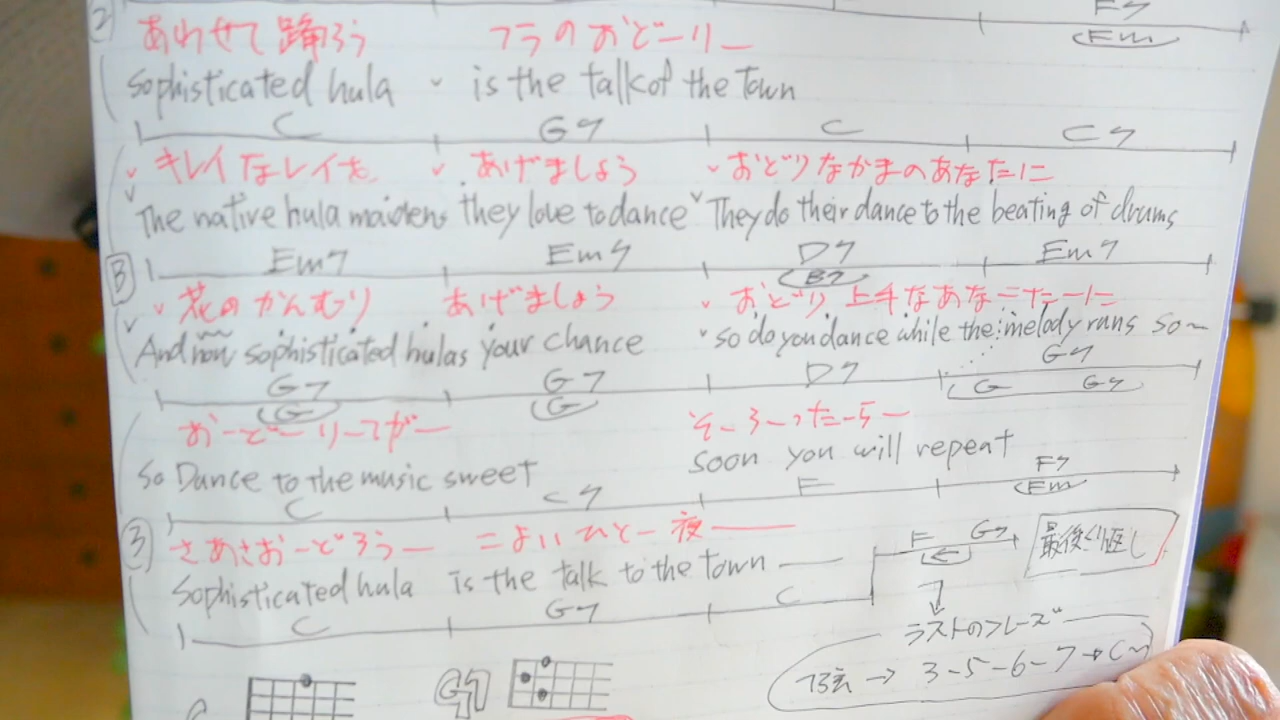 F7
② あわせて踊ろう フラのおどーりー (Em)
Sophisticated hula ˇ is the talk of the Town
C G7 C C7
ˇ キレイなレイを ˇ あげましょう ˇ おどりなかまのあなたに
ˇ The native hula maidens they love to dance ˇ They do their dance to the beating of drums
Em7 Em7 D7 Em7
Ⓑ (B7)
ˇ 花のかんむり あげましょう ˇ おどり上手なあなーたーに
ˇ And now sophisticated hulas your chance ˇ so do you dance while the melody runs so~
G7 G7 D7 G7
(G) (G) (G G7)
おーどーりーてがー そーろーったーらー
So Dance to the music sweet soon you will repeat
C C7 F F7
(Em)
③ さあさおーどろうー こよいひとー夜——
Sophisticated hula is the talk to the town —— F G7 最後くり返し
C G7 C ←
ラストのフレーズ
C G7 3-5-6-7→C~